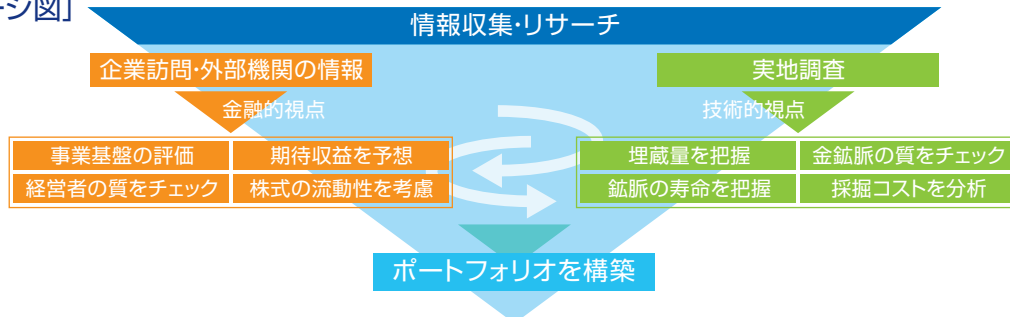 ージ図］
情報収集・リサーチ
企業訪問・外部機関の情報
実地調査
金融的視点
技術的視点
事業基盤の評価
期待収益を予想
経営者の質をチェック
株式の流動性を考慮
埋蔵量を把握
金鉱脈の質をチェック
鉱脈の寿命を把握
採掘コストを分析
ポートフォリオを構築